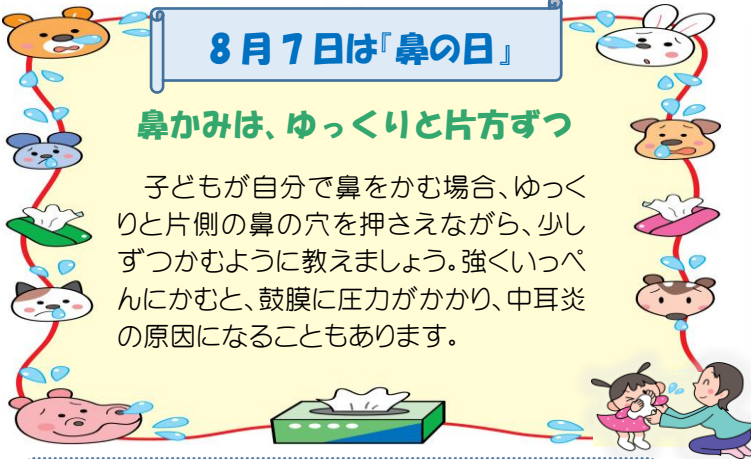 8月7日は『鼻の日』
鼻かみは、ゆっくりと片方ずつ
子どもが自分で鼻をかむ場合、ゆっく
りと片側の鼻の穴を押さえながら、少し
ずつかむように教えましょう。強くいっぺ
んにかむと、鼓膜に圧力がかかり、中耳炎
の原因になることもあります。